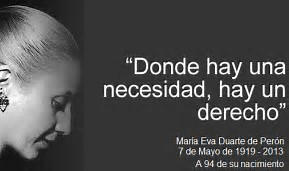 “Donde hay una
necesidad, hay un
derecho”
María Eva Duarte de Perón
7 de Mayo de 1919 - 2013
A 94 de su nacimiento